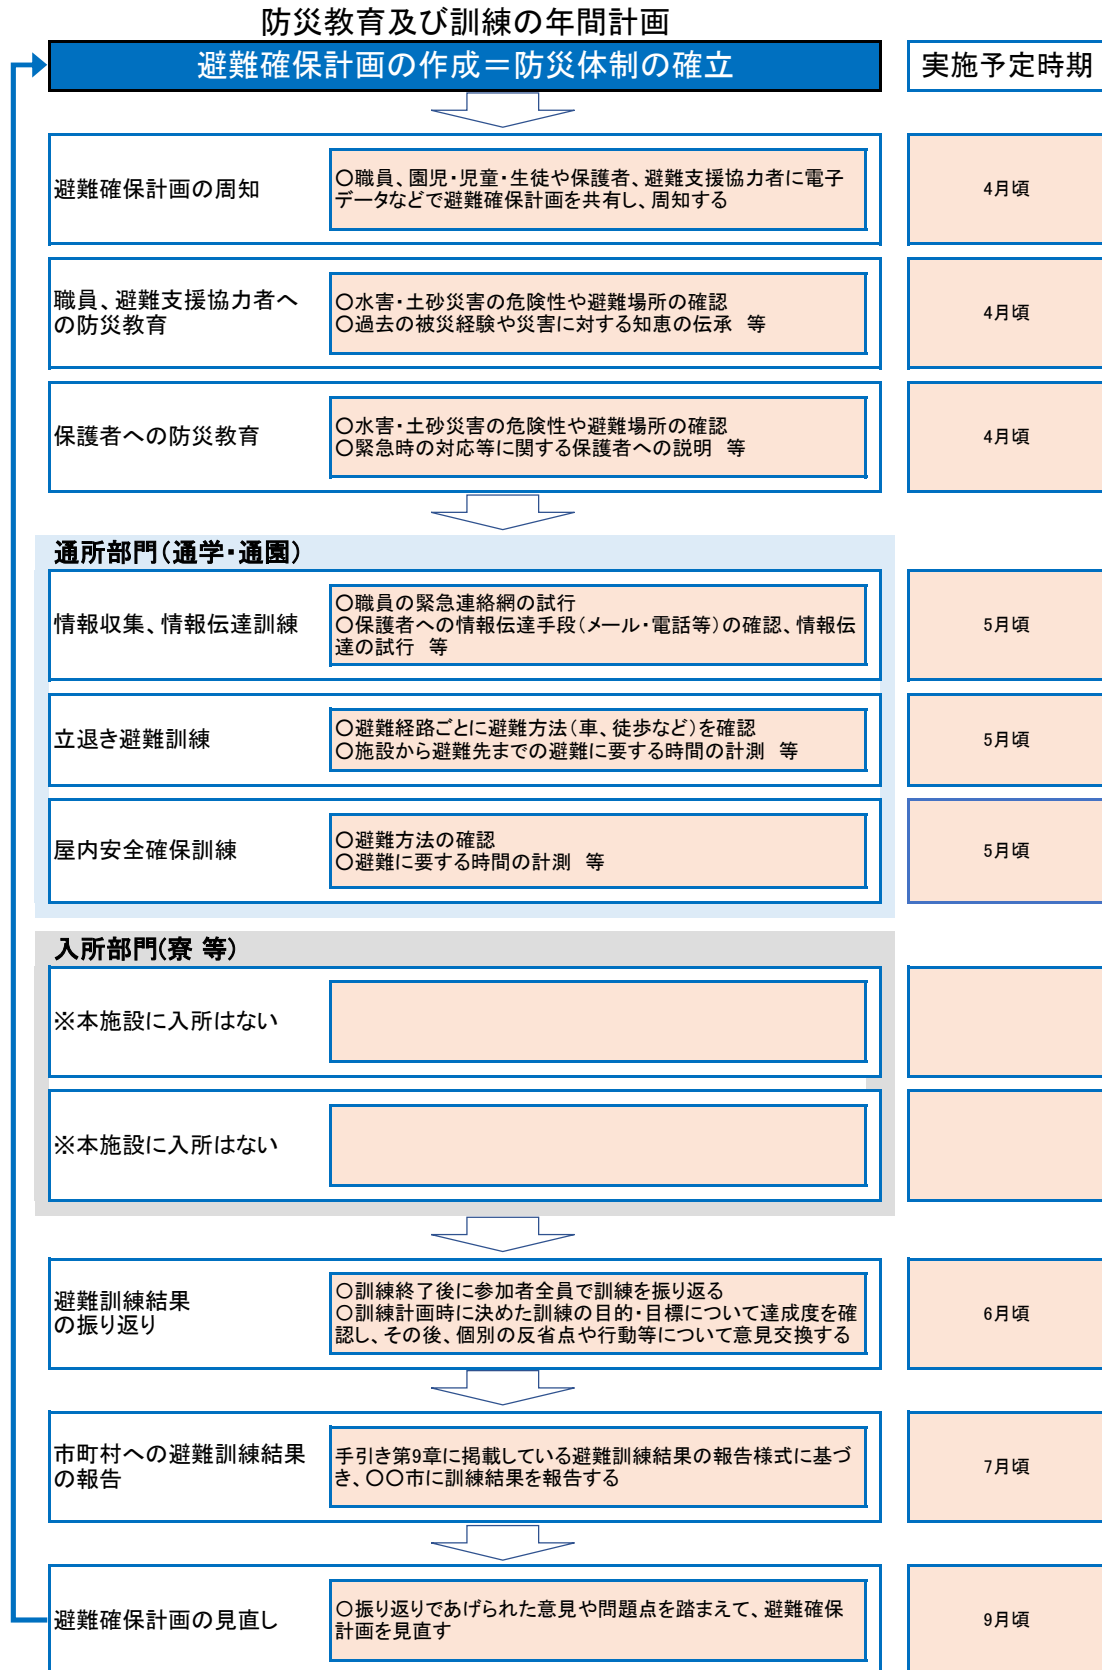 防災教育及び訓練の年間計画
避難確保計画の作成＝防災体制の確立
実施予定時期
避難確保計画の周知
〇職員、園児・児童・生徒や保護者、避難支援協力者に電子
データなどで避難確保計画を共有し、周知する
4月頃
職員、避難支援協力者へ
の防災教育
〇水害・土砂災害の危険性や避難場所の確認
〇過去の被災経験や災害に対する知恵の伝承　等
4月頃
保護者への防災教育
〇水害・土砂災害の危険性や避難場所の確認
〇緊急時の対応等に関する保護者への説明　等
4月頃
通所部門（通学・通園）
情報収集、情報伝達訓練
〇職員の緊急連絡網の試行
〇保護者への情報伝達手段（メール・電話等）の確認、情報伝
達の試行　等
5月頃
立退き避難訓練
〇避難経路ごとに避難方法（車、徒歩など）を確認
〇施設から避難先までの避難に要する時間の計測　等
5月頃
屋内安全確保訓練
〇避難方法の確認
〇避難に要する時間の計測　等
5月頃
入所部門(寮 等)
※本施設に入所はない
※本施設に入所はない
避難訓練結果
の振り返り
〇訓練終了後に参加者全員で訓練を振り返る
〇訓練計画時に決めた訓練の目的・目標について達成度を確
認し、その後、個別の反省点や行動等について意見交換する
6月頃
市町村への避難訓練結果
の報告
手引き第9章に掲載している避難訓練結果の報告様式に基づ
き、〇〇市に訓練結果を報告する
7月頃
避難確保計画の見直し
〇振り返りであげられた意見や問題点を踏まえて、避難確保
計画を見直す
9月頃